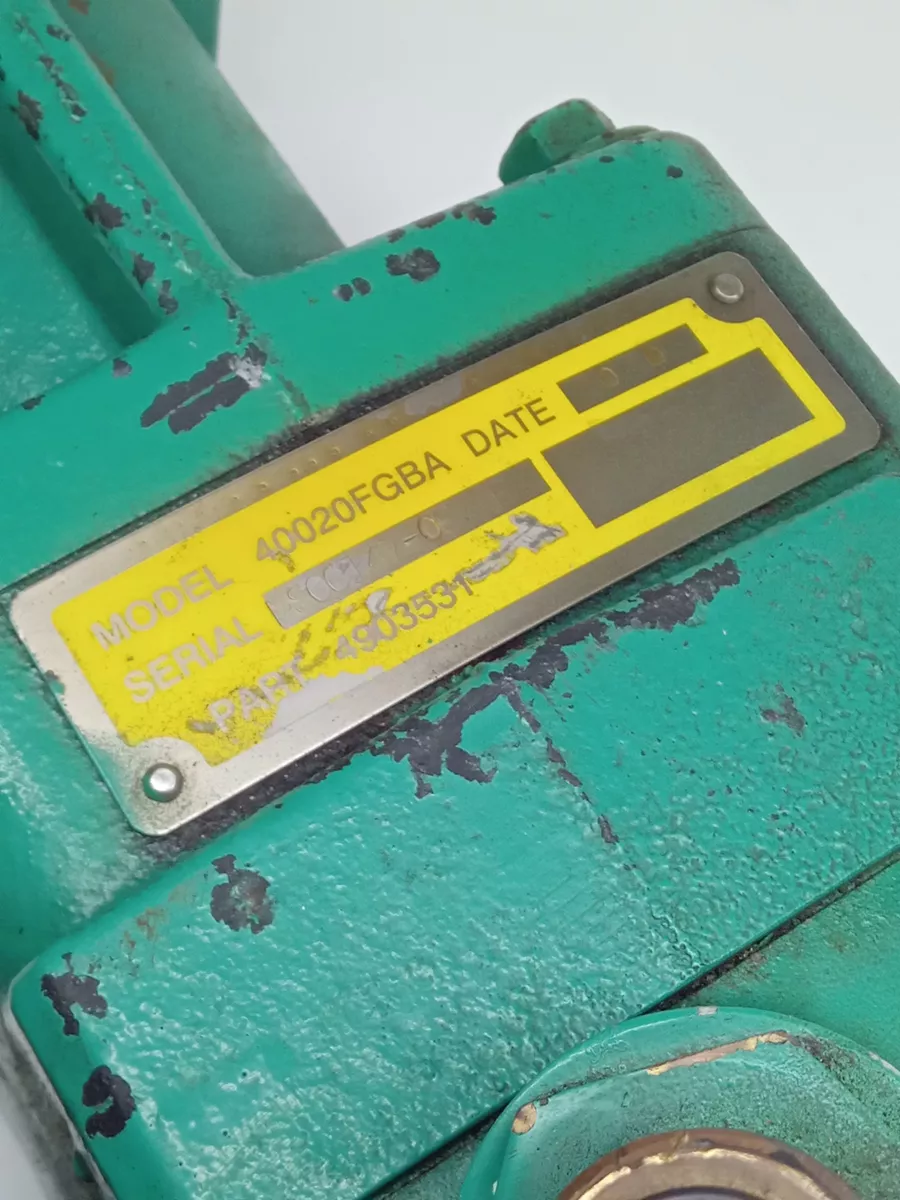 MODEL 40020FGBA DATE
SERIAL
PART 4903531